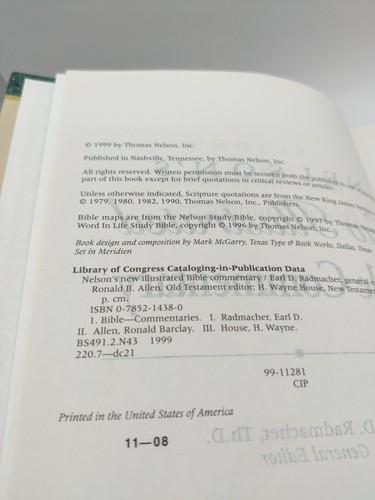 © 1999 by Thomas Nelson, Inc.
Published in Nashville, Tennessee, by Thomas Nelson, Inc.
All rights reserved. Written permission must be secured from the publisher to use
part of this book except for brief quotations in critical reviews or articles.
Unless otherwise indicated, Scripture quotations are from the New King James
© 1979, 1980, 1982, 1990, Thomas Nelson, Inc., Publishers.
Bible maps are from the Nelson Study Bible, copyright © 1997 by Thomas
Word In Life Study Bible, copyright © 1996 by Thomas Nelson, Inc.
Book design and composition by Mark McGarry, Texas Type & Book Works, Dallas, Texas
Set in Meridien
Library of Congress Cataloging-in-Publication Data
Nelson's new illustrated Bible commentary / Earl D. Radmacher, general
Ronald B. Allen, Old Testament editor; H. Wayne House, New
p. cm.
ISBN 0-7852-1438-0
1. Bible—Commentaries. I. Radmacher, Earl D.
II. Allen, Ronald Barclay. III. House, H. Wayne.
BS491.2.N43 1999
220.7—dc21
99-11281
CIP
Printed in the United States of America
11—08
D. Radmacher, Th.D.
General Editor